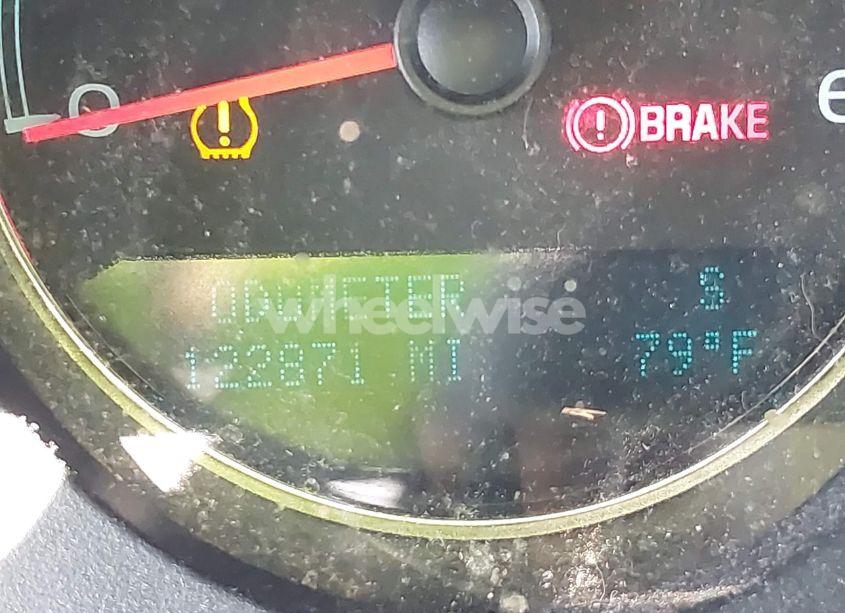 0
! (!) BRAKE
ODOMETER S
wheelwise
122871 MI 79°F